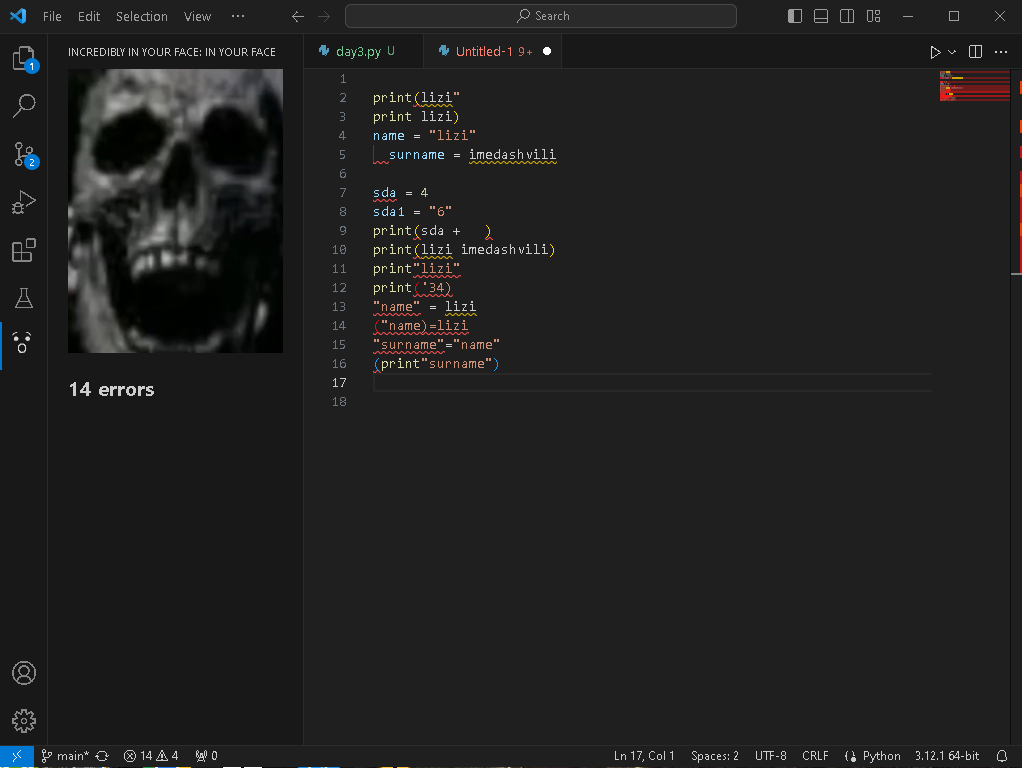 File Edit Selection View ··· Search
INCREDIBLY IN YOUR FACE: IN YOUR FACE
day3.py U Untitled-1 9+
1
2
14 errors
1
2 print(lizi"
3 print lizi)
4 name = "lizi"
5   surname = imedashvili
6
7 sda = 4
8 sda1 = "6"
9 print(sda +   )
10 print(lizi imedashvili)
11 print"lizi"
12 print('34)
13 "name" = lizi
14 ("name)=lizi
15 "surname"="name"
16 (print"surname")
17
18
main* 14 4 0 Ln 17, Col 1 Spaces: 2 UTF-8 CRLF Python 3.12.1 64-bit